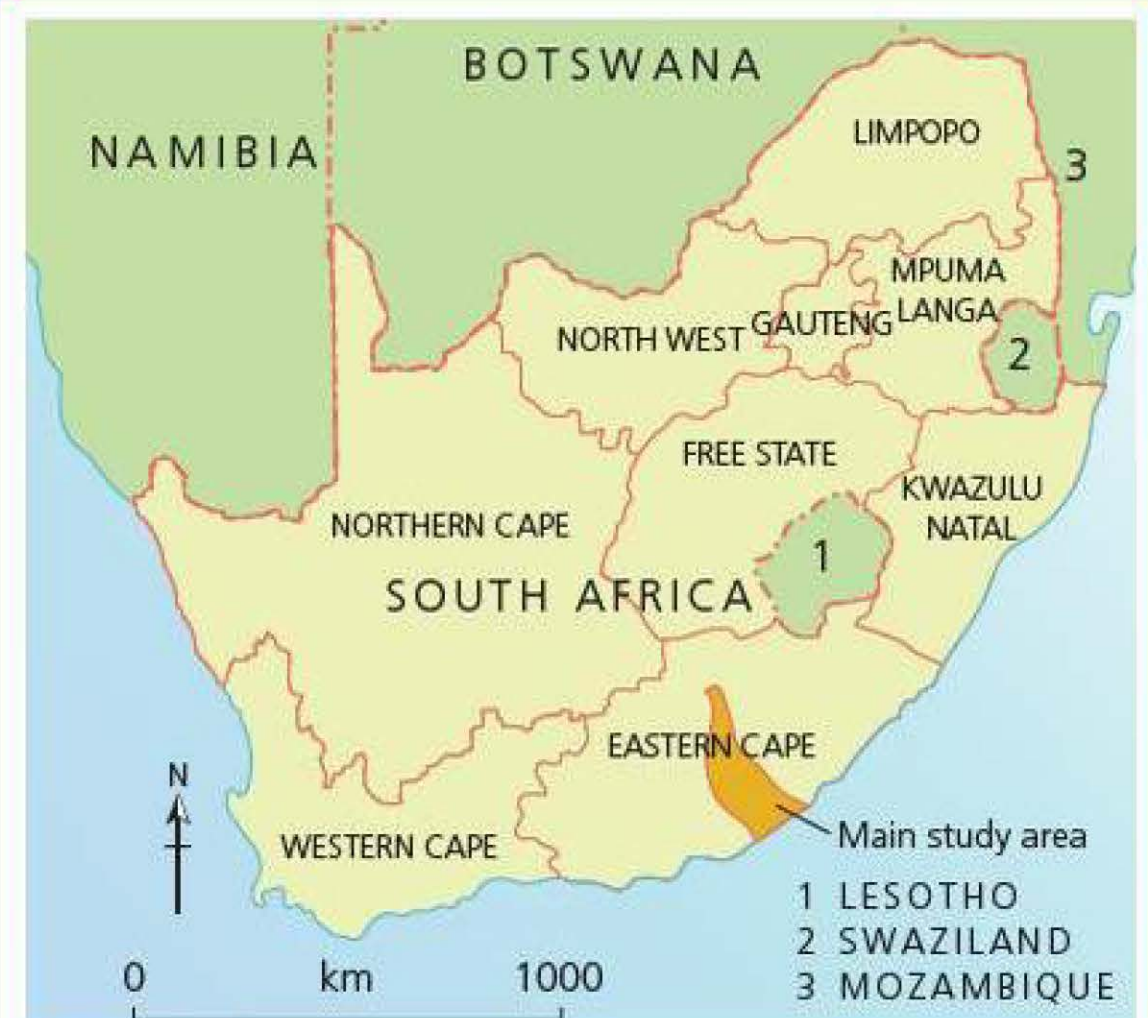 BOTSWANA
NAMIBIA
LIMPOPO
3
MPUMA
LANGA
GAUTENG
NORTH WEST
2
FREE STATE
KWAZULU
NATAL
NORTHERN CAPE
1
SOUTH AFRICA
EASTERN CAPE
N
WESTERN CAPE
Main study area
1 LESOTHO
2 SWAZILAND
3 MOZAMBIQUE
0 km 1000